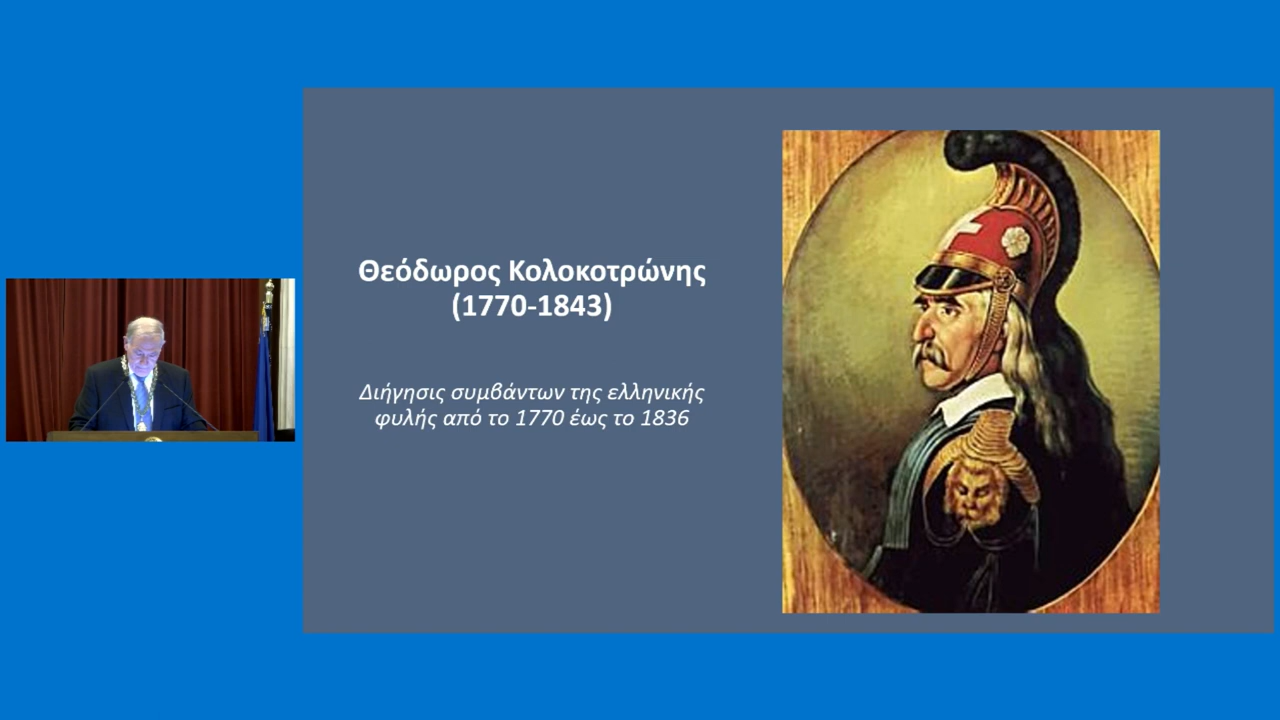 Θεόδωρος Κολοκοτρώνης
(1770-1843)
Διήγησις συμβάντων της ελληνικής
φυλής από το 1770 έως το 1836